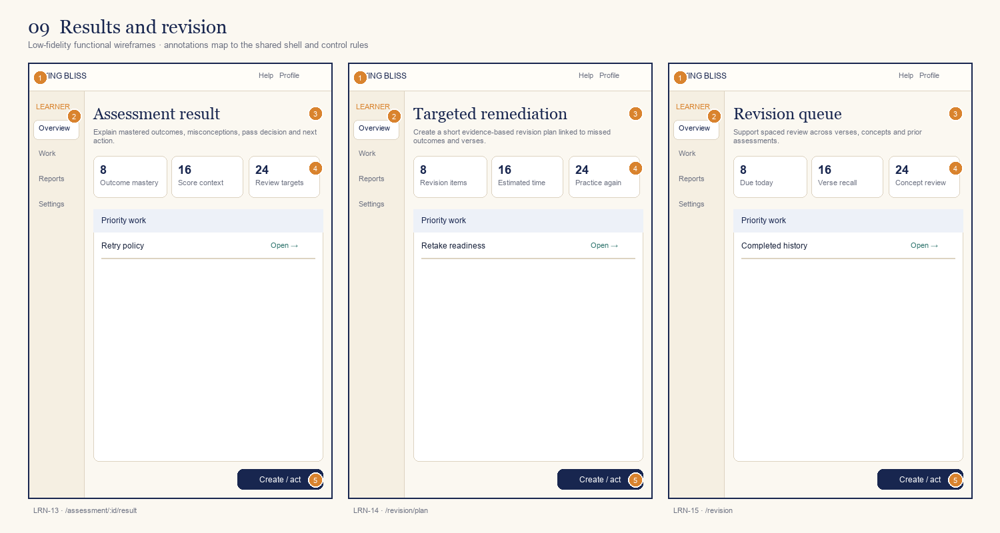 09 Results and revision
Low-fidelity functional wireframes · annotations map to the shared shell and control rules
1
ING BLISS
Help Profile
LEARNER
2
Overview
Work
Reports
Settings
Assessment result
3
Explain mastered outcomes, misconceptions, pass decision and next
action.
8
Outcome mastery
16
Score context
24
Review targets
4
Priority work
Retry policy
Open →
Create / act
5
LRN-13 · /assessment/:id/result
1
ING BLISS
Help Profile
LEARNER
2
Overview
Work
Reports
Settings
Targeted remediation
3
Create a short evidence-based revision plan linked to missed
outcomes and verses.
8
Revision items
16
Estimated time
24
Practice again
4
Priority work
Retake readiness
Open →
Create / act
5
LRN-14 · /revision/plan
1
ING BLISS
Help Profile
LEARNER
2
Overview
Work
Reports
Settings
Revision queue
3
Support spaced review across verses, concepts and prior
assessments.
8
Due today
16
Verse recall
24
Concept review
4
Priority work
Completed history
Open →
Create / act
5
LRN-15 · /revision